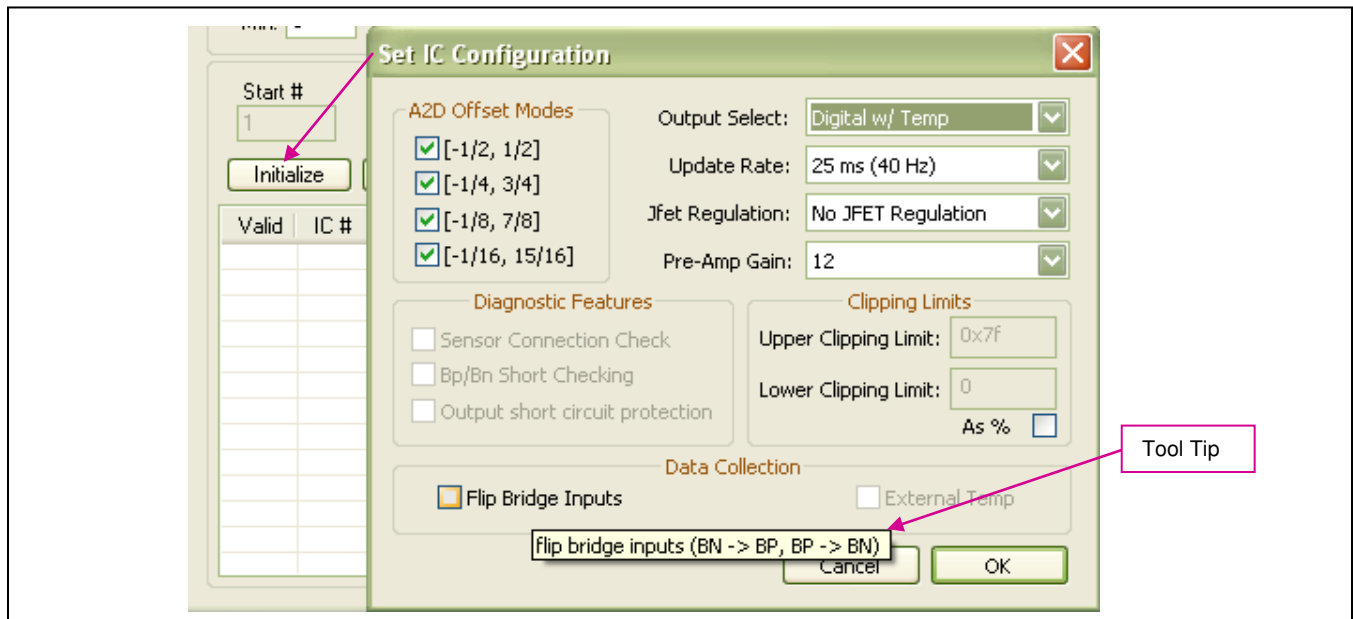 Set IC Configuration
Start #
1
Initialize
Valid IC #
A2D Offset Modes
[-1/2, 1/2]
[-1/4, 3/4]
[-1/8, 7/8]
[-1/16, 15/16]
Output Select: Digital w/ Temp
Update Rate: 25 ms (40 Hz)
Jfet Regulation: No JFET Regulation
Pre-Amp Gain: 12
Diagnostic Features
Sensor Connection Check
Bp/Bn Short Checking
Output short circuit protection
Clipping Limits
Upper Clipping Limit: 0x7f
Lower Clipping Limit: 0
As %
Data Collection
Flip Bridge Inputs
External Temp
flip bridge inputs (BN -> BP, BP -> BN)
Cancel
OK
Tool Tip